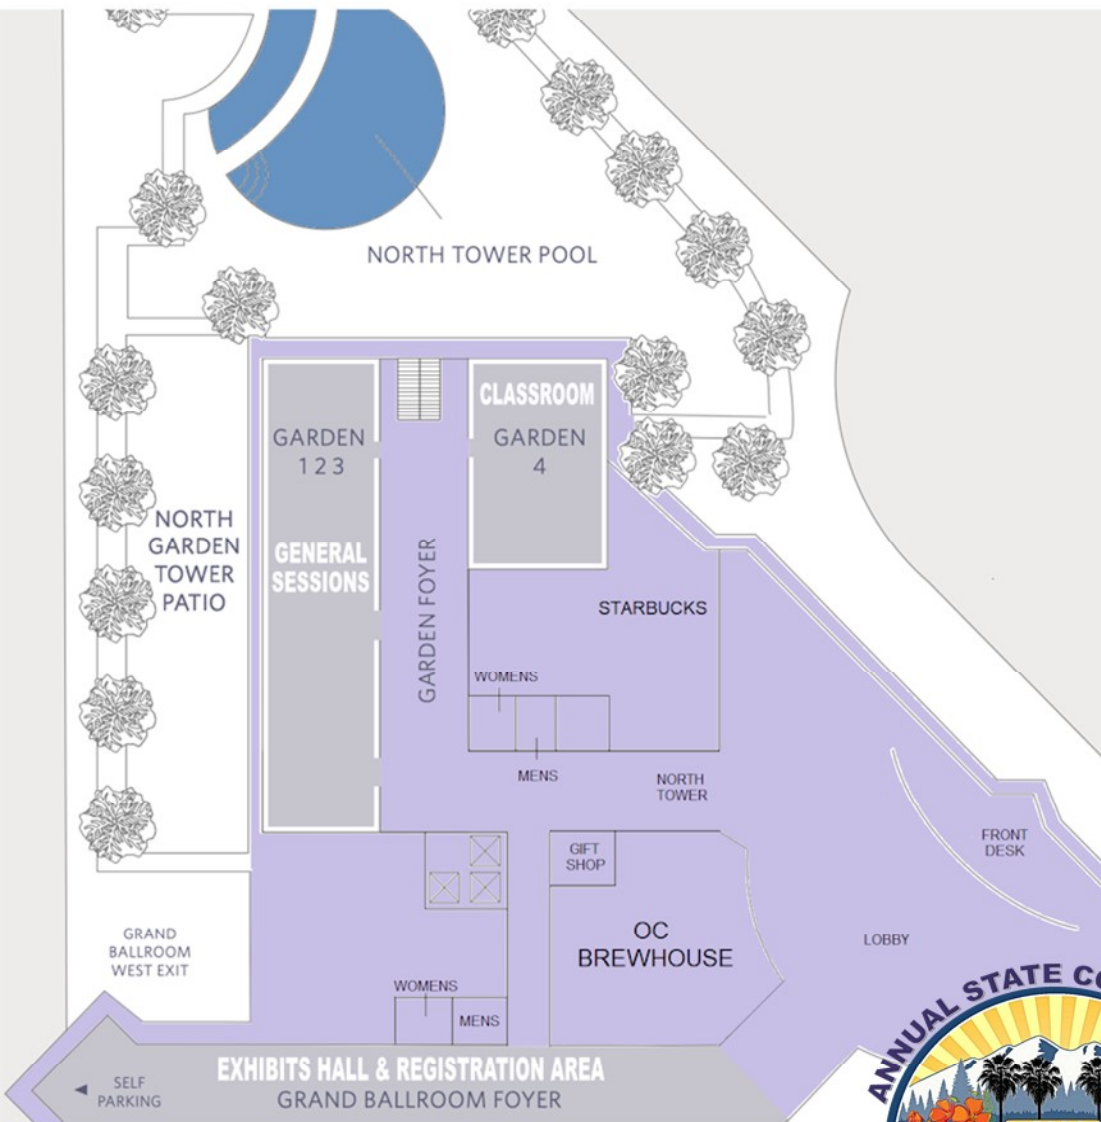 NORTH TOWER POOL
CLASSROOM
GARDEN
4
GARDEN
1 2 3
GENERAL
SESSIONS
NORTH
GARDEN
TOWER
PATIO
GARDEN FOYER
STARBUCKS
WOMENS
MENS
NORTH
TOWER
GIFT
SHOP
FRONT
DESK
OC
BREWHOUSE
LOBBY
GRAND
BALLROOM
WEST EXIT
WOMENS
MENS
EXHIBITS HALL & REGISTRATION AREA
GRAND BALLROOM FOYER
SELF
PARKING
ANNUAL STATE CO